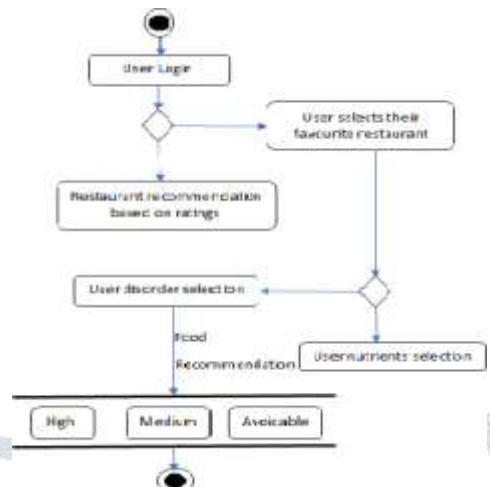 User Login
User selects their
favourite restaurant
Restaurant recommendation
based on ratings
User disorder selection
Food
Recommendation
User nutrients selection
High
Medium
Avoicable